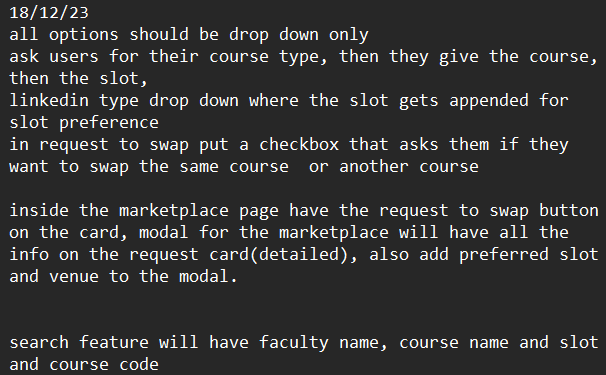 18/12/23
all options should be drop down only
ask users for their course type, then they give the course,
then the slot,
linkedin type drop down where the slot gets appended for
slot preference
in request to swap put a checkbox that asks them if they
want to swap the same course  or another course
inside the marketplace page have the request to swap button
on the card, modal for the marketplace will have all the
info on the request card(detailed), also add preferred slot
and venue to the modal.
search feature will have faculty name, course name and slot
and course code